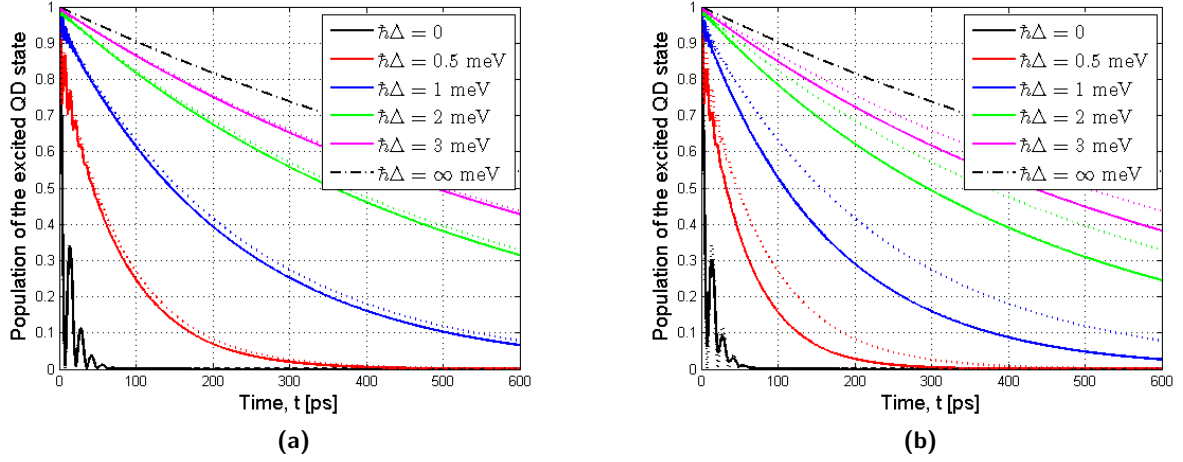 Population of the excited QD state
1
0.9
0.8
0.7
0.6
0.5
0.4
0.3
0.2
0.1
0
ℏΔ = 0
ℏΔ = 0.5 meV
ℏΔ = 1 meV
ℏΔ = 2 meV
ℏΔ = 3 meV
ℏΔ = ∞ meV
0 100 200 300 400 500 600
Time, t [ps]
(a)
Population of the excited QD state
1
0.9
0.8
0.7
0.6
0.5
0.4
0.3
0.2
0.1
0
ℏΔ = 0
ℏΔ = 0.5 meV
ℏΔ = 1 meV
ℏΔ = 2 meV
ℏΔ = 3 meV
ℏΔ = ∞ meV
0 100 200 300 400 500 600
Time, t [ps]
(b)